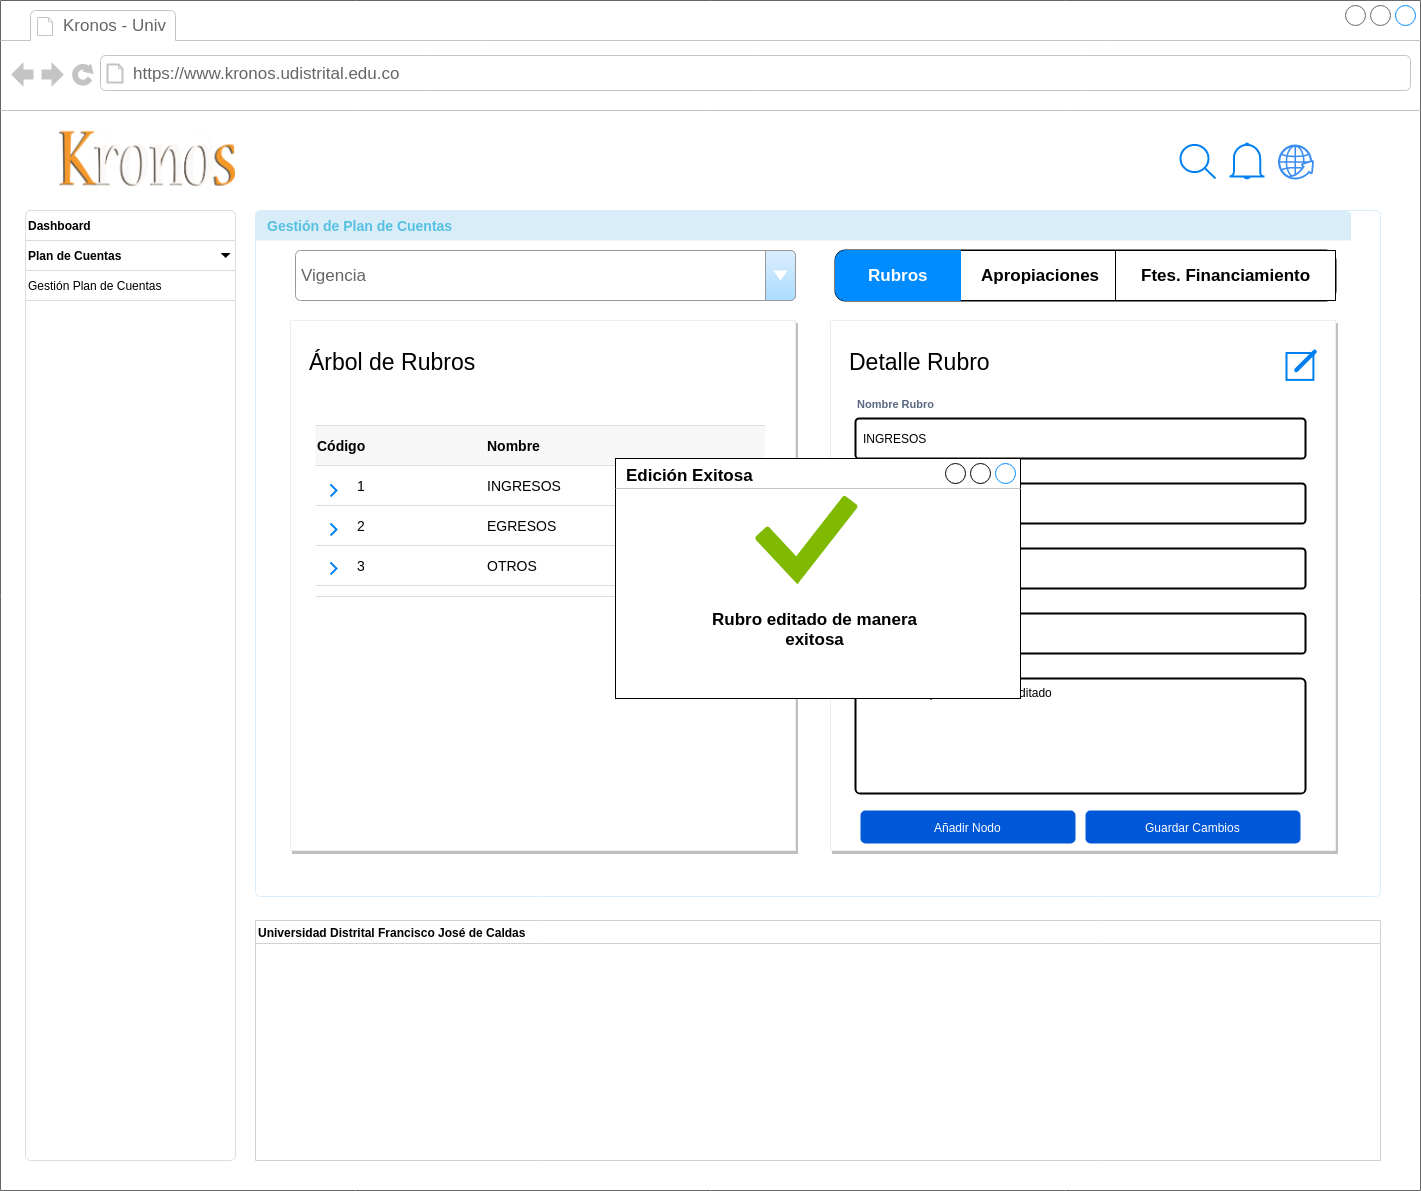 Kronos - Univ
https://www.kronos.udistrital.edu.co
Kronos
Dashboard
Plan de Cuentas
Gestión Plan de Cuentas
Gestión de Plan de Cuentas
Vigencia
Rubros
Apropiaciones
Ftes. Financiamiento
Árbol de Rubros
Código
Nombre
1
INGRESOS
2
EGRESOS
3
OTROS
Detalle Rubro
Nombre Rubro
INGRESOS
Edición Exitosa
Rubro editado de manera
exitosa
Añadir Nodo
Guardar Cambios
Universidad Distrital Francisco José de Caldas